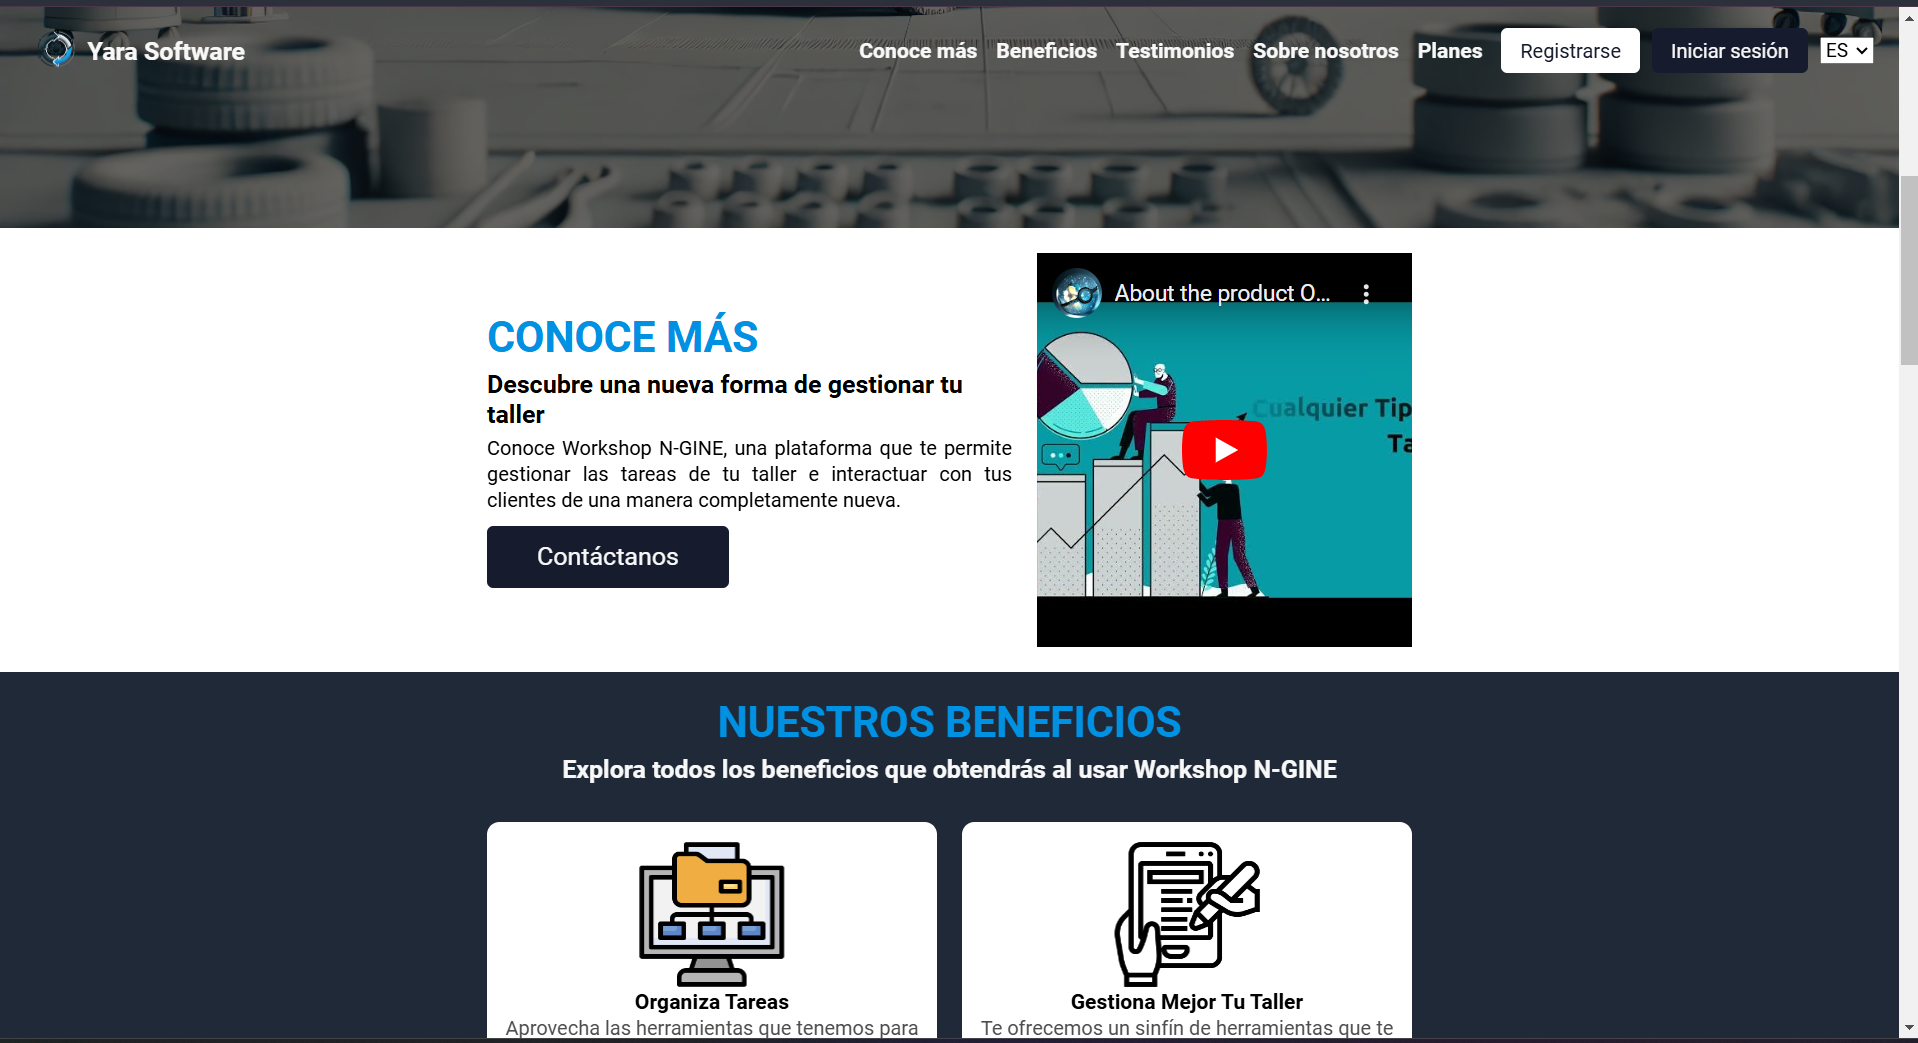 Yara Software
Conoce más Beneficios Testimonios Sobre nosotros Planes Registrarse Iniciar sesión ES
About the product O...
Cualquier Tip
Ta
CONOCE MÁS
Descubre una nueva forma de gestionar tu
taller
Conoce Workshop N-GINE, una plataforma que te permite
gestionar las tareas de tu taller e interactuar con tus
clientes de una manera completamente nueva.
Contáctanos
NUESTROS BENEFICIOS
Explora todos los beneficios que obtendrás al usar Workshop N-GINE
Organiza Tareas
Aprovecha las herramientas que tenemos para
Gestiona Mejor Tu Taller
Te ofrecemos un sinfín de herramientas que te